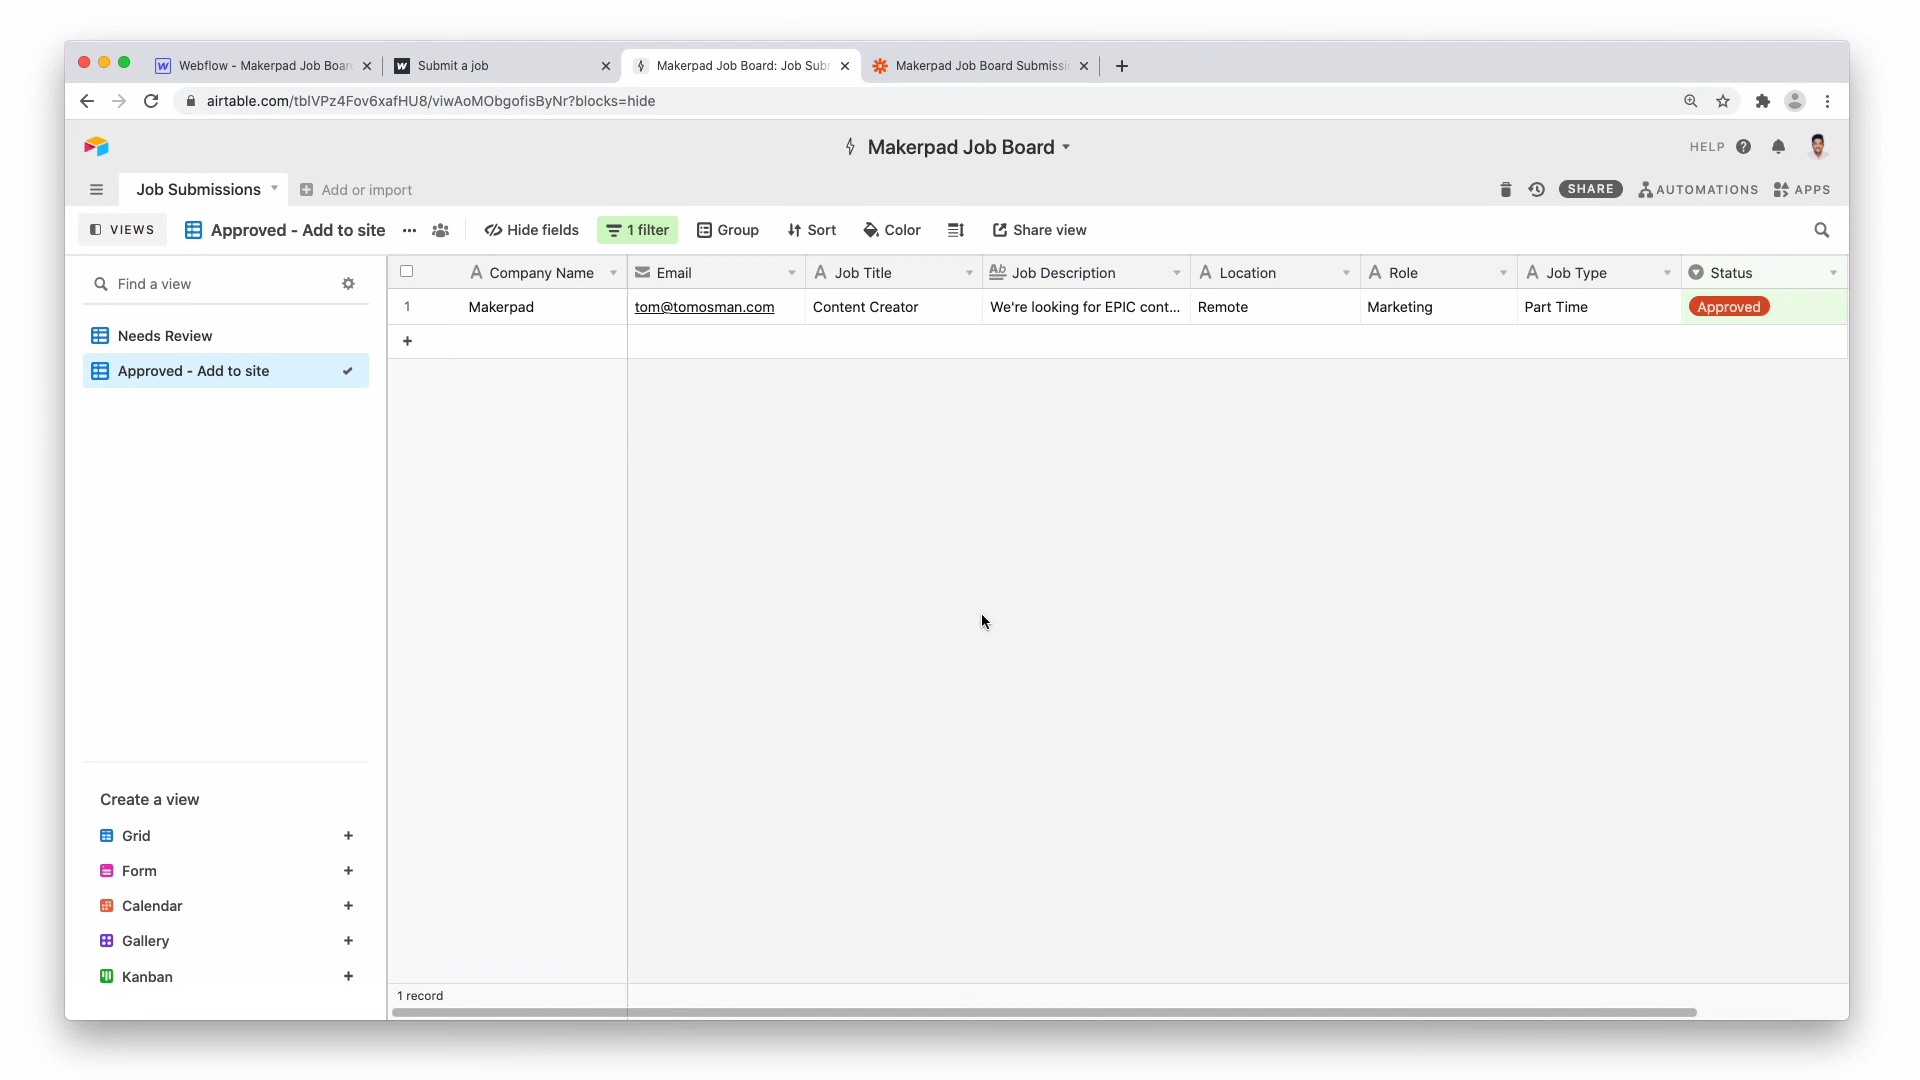 Webflow - Makerpad Job Boar
Submit a job
Makerpad Job Board: Job Sub
Makerpad Job Board Submissi
airtable.com/tblVPz4Fov6xafHU8/viwAoMObgofisByNr?blocks=hide
Makerpad Job Board
HELP
Job Submissions
Add or import
SHARE
AUTOMATIONS
APPS
VIEWS
Approved - Add to site
Hide fields
1 filter
Group
Sort
Color
Share view
Find a view
Company Name
Email
Job Title
Job Description
Location
Role
Job Type
Status
1
Makerpad
tom@tomosman.com
Content Creator
We're looking for EPIC cont...
Remote
Marketing
Part Time
Approved
Needs Review
Approved - Add to site
Create a view
Grid
Form
Calendar
Gallery
Kanban
1 record